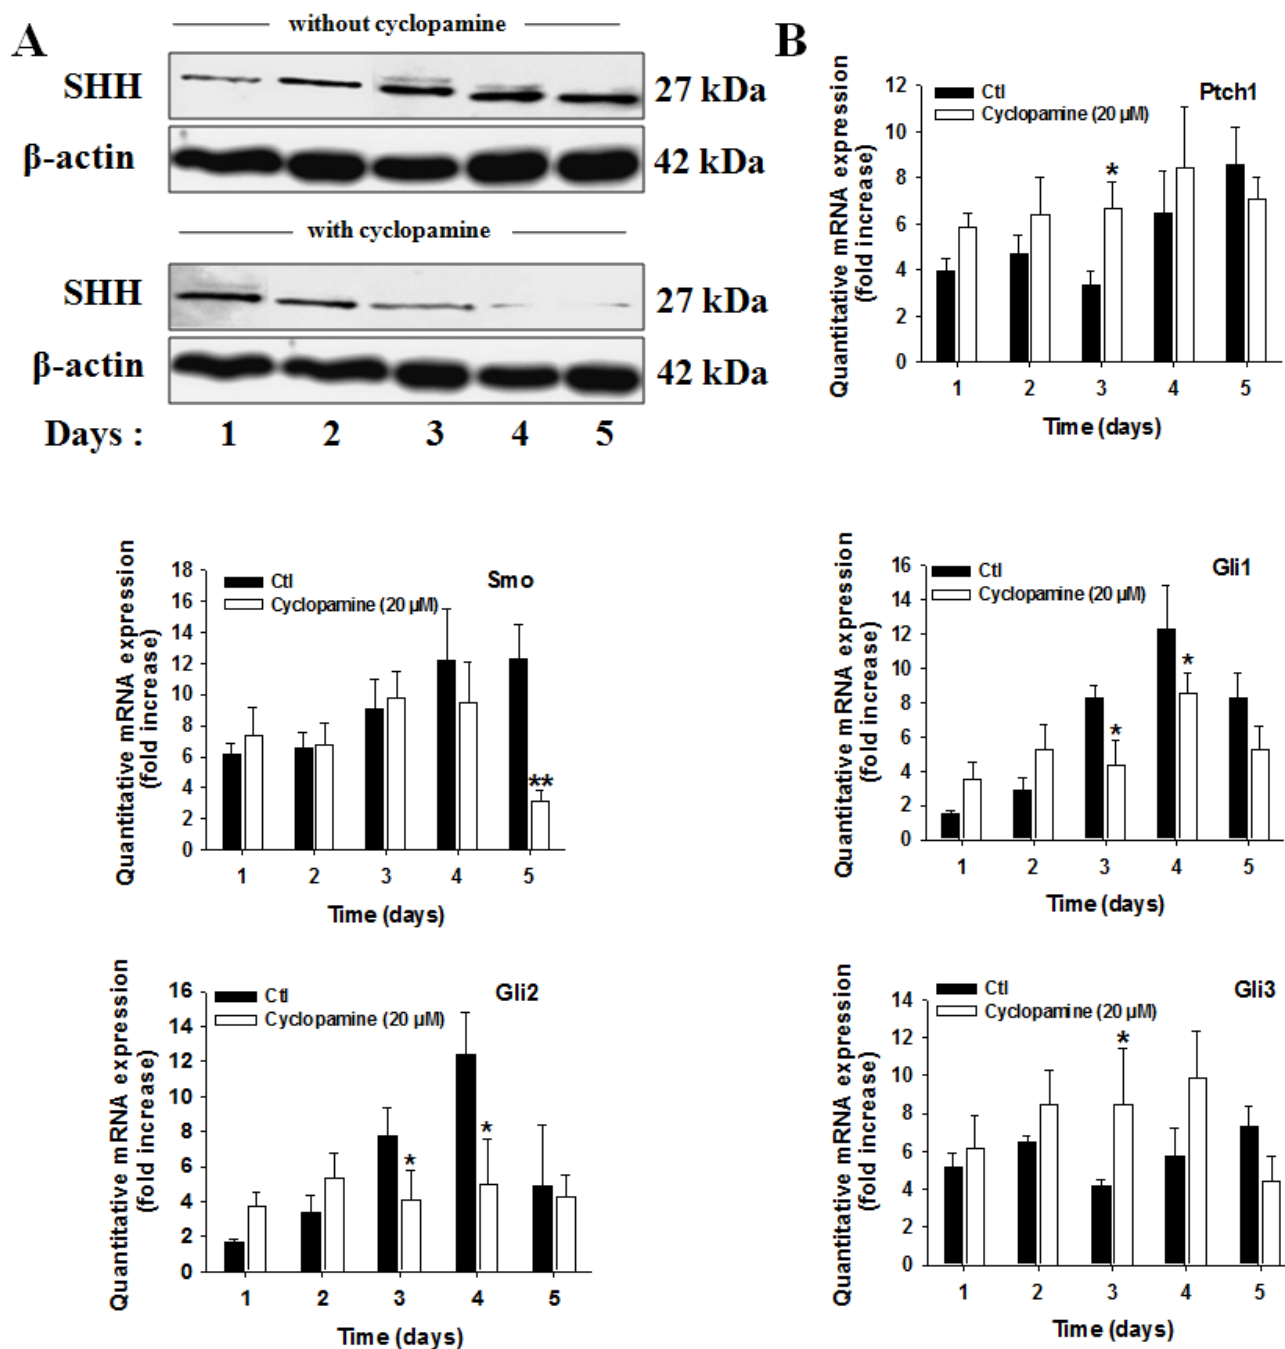 A
without cyclopamine
SHH
27 kDa
β-actin
42 kDa
with cyclopamine
SHH
27 kDa
β-actin
42 kDa
Days : 1 2 3 4 5
B
Quantitative mRNA expression
(fold increase)
12
10
8
6
4
2
0
Ctl
Cyclopamine (20 µM)
Ptch1
*
1 2 3 4 5
Time (days)
Quantitative mRNA expression
(fold increase)
18
16
14
12
10
8
6
4
2
0
Ctl
Cyclopamine (20 µM)
Smo
**
1 2 3 4 5
Time (days)
Quantitative mRNA expression
(fold increase)
16
14
12
10
8
6
4
2
0
Ctl
Cyclopamine (20 µM)
Gli1
*
*
1 2 3 4 5
Time (days)
Quantitative mRNA expression
(fold increase)
16
14
12
10
8
6
4
2
0
Ctl
Cyclopamine (20 µM)
Gli2
*
*
1 2 3 4 5
Time (days)
Quantitative mRNA expression
(fold increase)
14
12
10
8
6
4
2
0
Ctl
Cyclopamine (20 µM)
Gli3
*
1 2 3 4 5
Time (days)